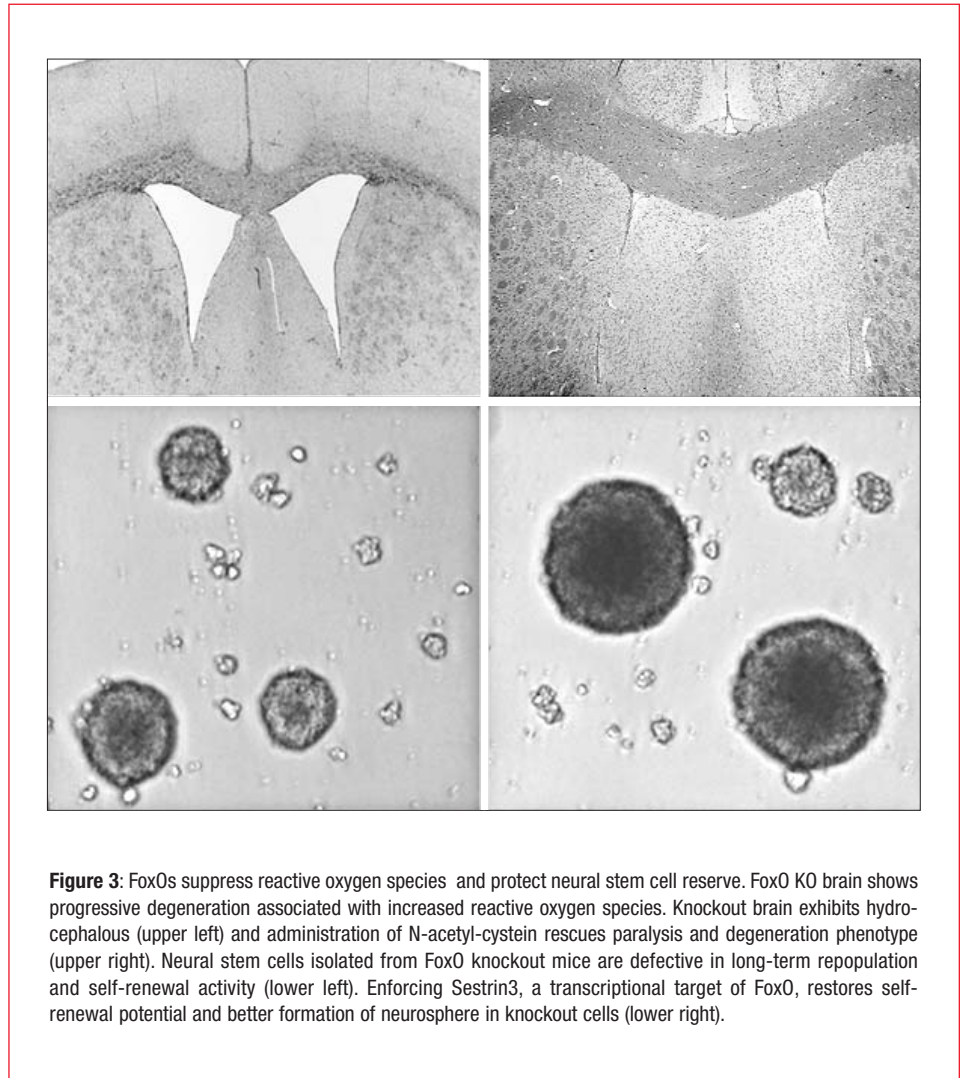 Figure 3: FoxOs suppress reactive oxygen species and protect neural stem cell reserve. FoxO KO brain shows
progressive degeneration associated with increased reactive oxygen species. Knockout brain exhibits hydro-
cephalous (upper left) and administration of N-acetyl-cystein rescues paralysis and degeneration phenotype
(upper right). Neural stem cells isolated from FoxO knockout mice are defective in long-term repopulation
and self-renewal activity (lower left). Enforcing Sestrin3, a transcriptional target of FoxO, restores self-
renewal potential and better formation of neurosphere in knockout cells (lower right).